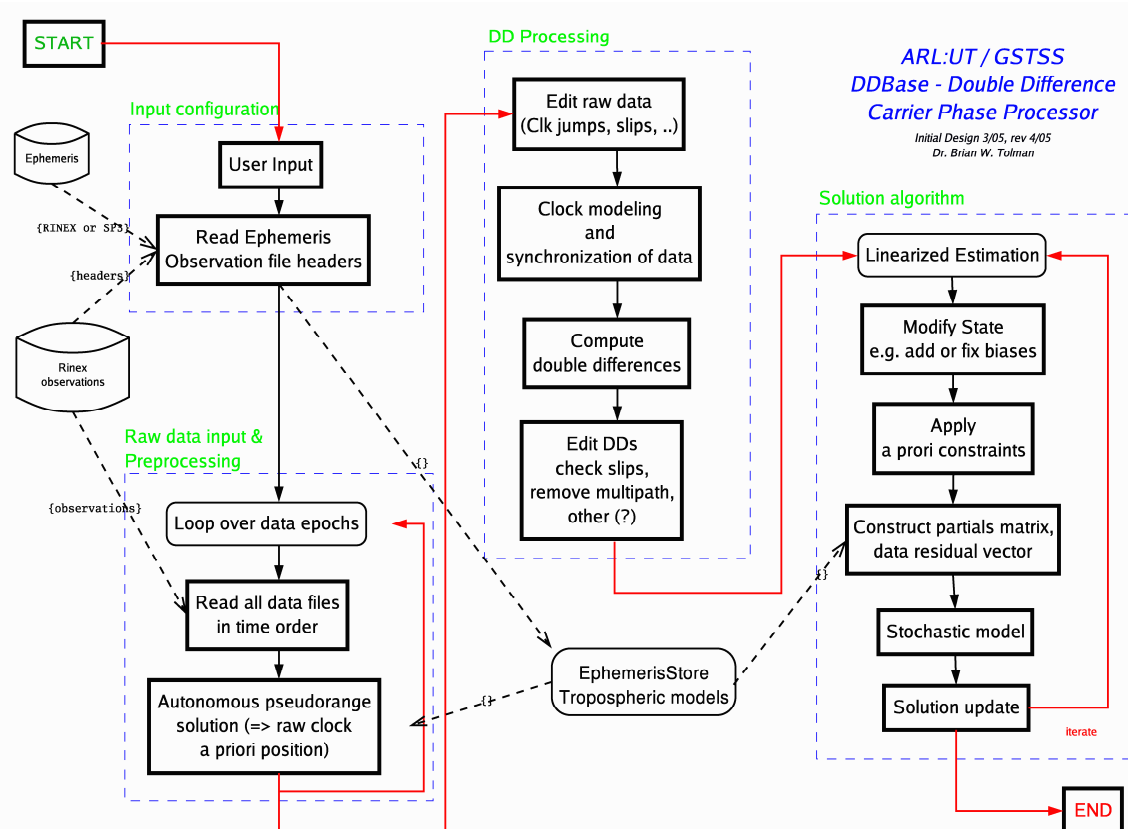 START
Input configuration
Ephemeris
User Input
{RINEX or SP3}
Read Ephemeris
Observation file headers
{headers}
Rinex
observations
Raw data input &
Preprocessing
{}
{observations}
Loop over data epochs
Read all data files
in time order
Autonomous pseudorange
solution (=> raw clock
a priori position)
{}
EphemerisStore
Tropospheric models
{}
DD Processing
Edit raw data
(Clk jumps, slips, ..)
Clock modeling
and
synchronization of data
Compute
double differences
Edit DDs
check slips,
remove multipath,
other (?)
ARL:UT / GSTSS
DDBase - Double Difference
Carrier Phase Processor
Initial Design 3/05, rev 4/05
Dr. Brian W. Tolman
Solution algorithm
Linearized Estimation
Modify State
e.g. add or fix biases
Apply
a priori constraints
Construct partials matrix,
data residual vector
Stochastic model
Solution update
iterate
END